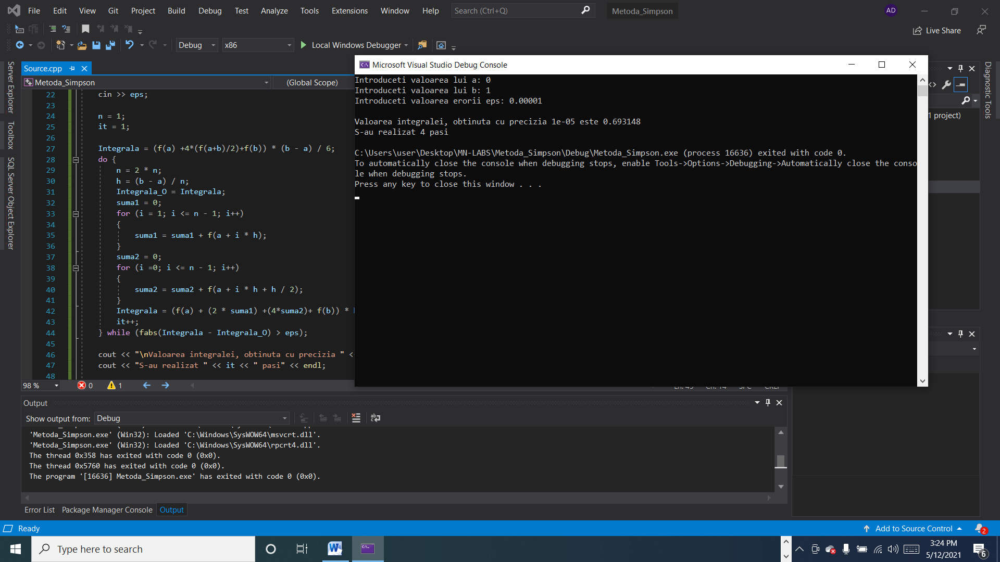 File Edit View Git Project Build Debug Test Analyze Tools Extensions Window Help Search (Ctrl+Q) Metoda_Simpson AD
Live Share
Debug x86 Local Windows Debugger
Server Explorer
Toolbox
SQL Server Object Explorer
Source.cpp
Metoda_Simpson (Global Scope)
22 cin >> eps;
23
24 n = 1;
25 it = 1;
26
27 Integrala = (f(a) +4*(f(a+b)/2)+f(b)) * (b - a) / 6;
28 do {
29 n = 2 * n;
30 h = (b - a) / n;
31 Integrala_O = Integrala;
32 suma1 = 0;
33 for (i = 1; i <= n - 1; i++)
34 {
35 suma1 = suma1 + f(a + i * h);
36 }
37 suma2 = 0;
38 for (i =0; i <= n - 1; i++)
39 {
40 suma2 = suma2 + f(a + i * h + h / 2);
41 }
42 Integrala = (f(a) + (2 * suma1) +(4*suma2)+ f(b)) *
43 it++;
44 } while (fabs(Integrala - Integrala_O) > eps);
45
46 cout << "\nValoarea integralei, obtinuta cu precizia " <
47 cout << "S-au realizat " << it << " pasi" << endl;
48
98 % 0 1
Microsoft Visual Studio Debug Console
Introduceti valoarea lui a: 0
Introduceti valoarea lui b: 1
Introduceti valoarea erorii eps: 0.00001
Valoarea integralei, obtinuta cu precizia 1e-05 este 0.693148
S-au realizat 4 pasi
C:\Users\user\Desktop\MN-LABS\Metoda_Simpson\Debug\Metoda_Simpson.exe (process 16636) exited with code 0.
To automatically close the console when debugging stops, enable Tools->Options->Debugging->Automatically close the conso
le when debugging stops.
Press any key to close this window . . .
1 project)
Diagnostic Tools
Output
Show output from: Debug
'Metoda_Simpson.exe' (Win32): Loaded 'C:\Windows\SysWOW64\msvcrt.dll'.
'Metoda_Simpson.exe' (Win32): Loaded 'C:\Windows\SysWOW64\rpcrt4.dll'.
The thread 0x358 has exited with code 0 (0x0).
The thread 0x5760 has exited with code 0 (0x0).
The program '[16636] Metoda_Simpson.exe' has exited with code 0 (0x0).
Error List Package Manager Console Output
Ready Add to Source Control 2
Type here to search
3:24 PM
5/12/2021
6